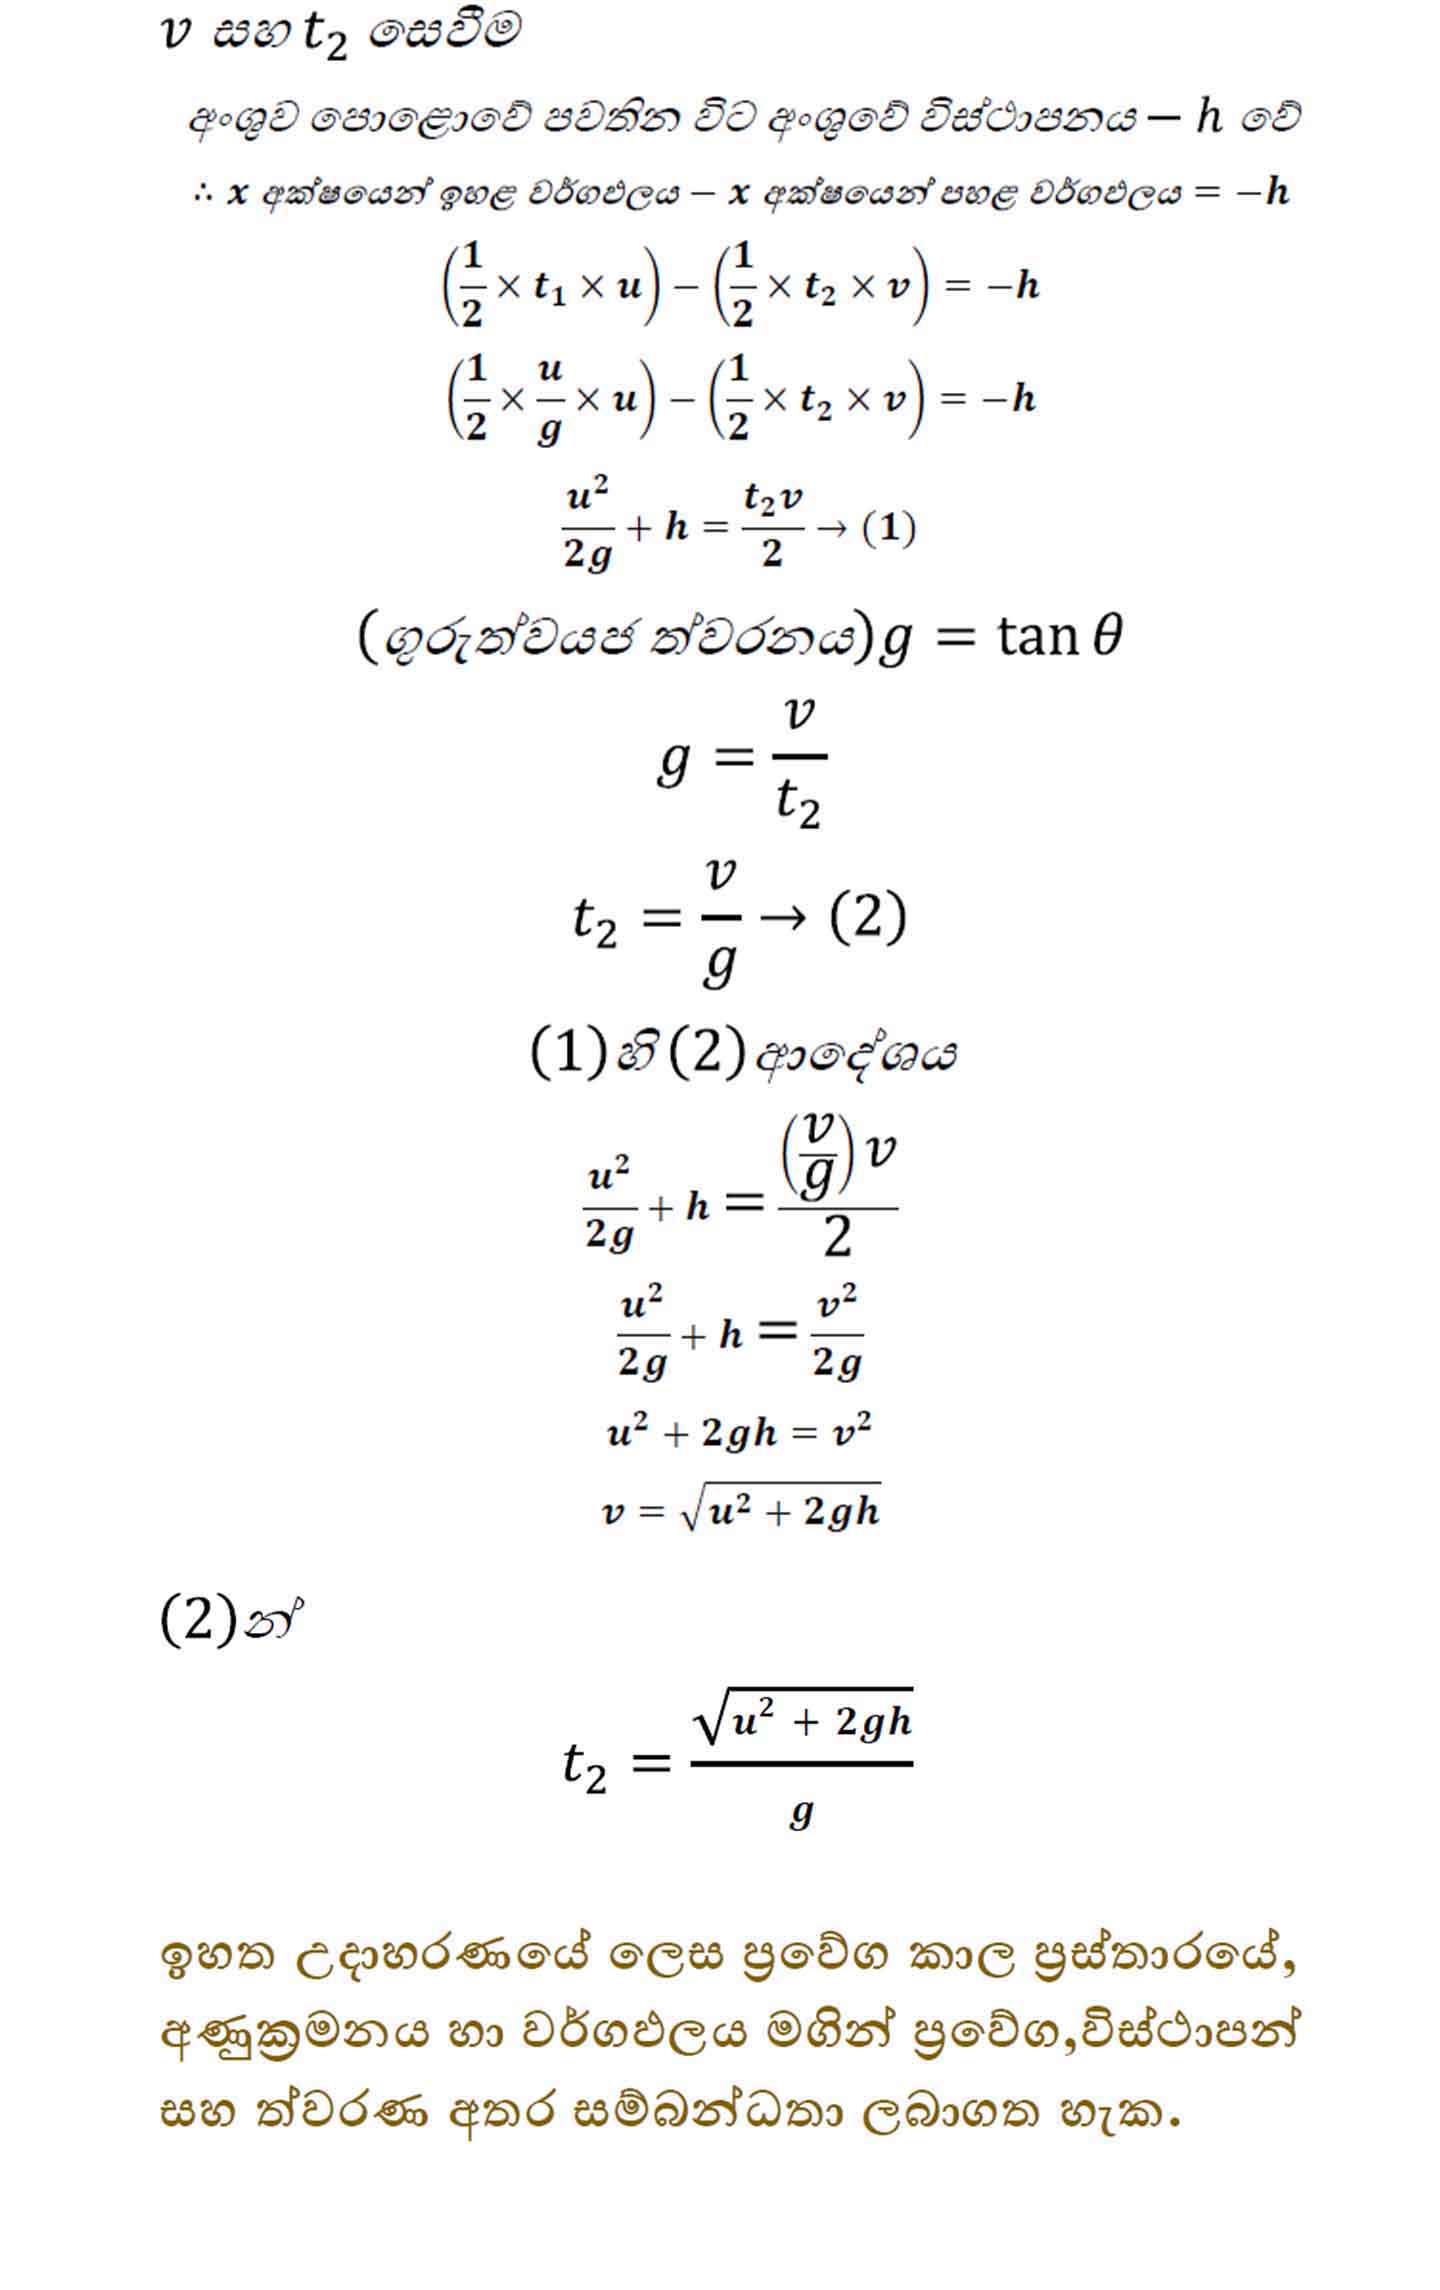 v සහ t₂ සෙවීම
අංශුව පොළොවේ පවතින විට අංශුවේ විස්ථාපනය − h වේ
∴ x අක්ෂයෙන් ඉහළ වර්ගඵලය − x අක්ෂයෙන් පහළ වර්ගඵලය = −h
(1/2 × t₁ × u) − (1/2 × t₂ × v) = −h
(1/2 × u/g × u) − (1/2 × t₂ × v) = −h
u²/2g + h = t₂v/2 → (1)
(ගුරුත්වයජ ත්වරනය)g = tan θ
g = v/t₂
t₂ = v/g → (2)
(1)හි (2)ආදේශය
u²/2g + h = (v/g)v/2
u²/2g + h = v²/2g
u² + 2gh = v²
v = √(u² + 2gh)
(2)න්
t₂ = √(u² + 2gh)/g
ඉහත උදාහරණයේ ලෙස ප්‍රවේග කාල ප්‍රස්තාරයේ,
අණුක්‍රමනය හා වර්ගඵලය මගින් ප්‍රවේග,විස්ථාපන්
සහ ත්වරණ අතර සම්බන්ධතා ලබාගත හැක.